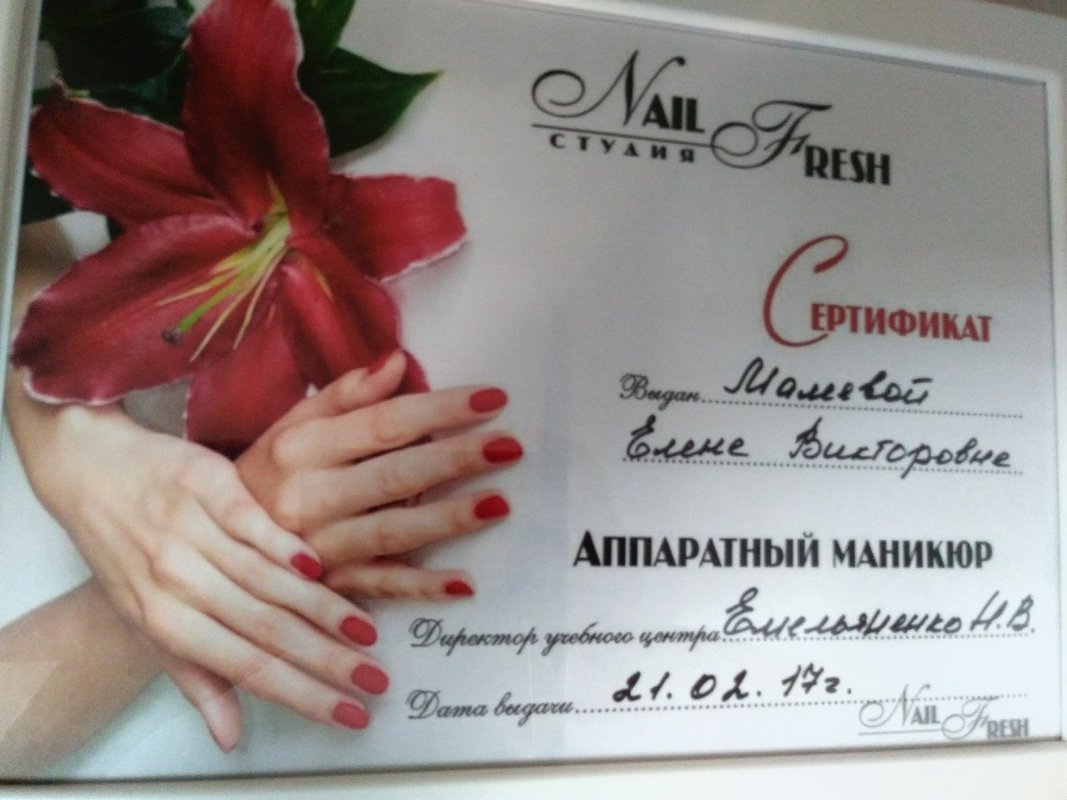 Nail Fresh
студия
Сертификат
Выдан Мамевой
Елене Викторовне
Аппаратный маникюр
Директор учебного центра Емельяненко Н.В.
Дата выдачи 21.02.17г.
Nail Fresh